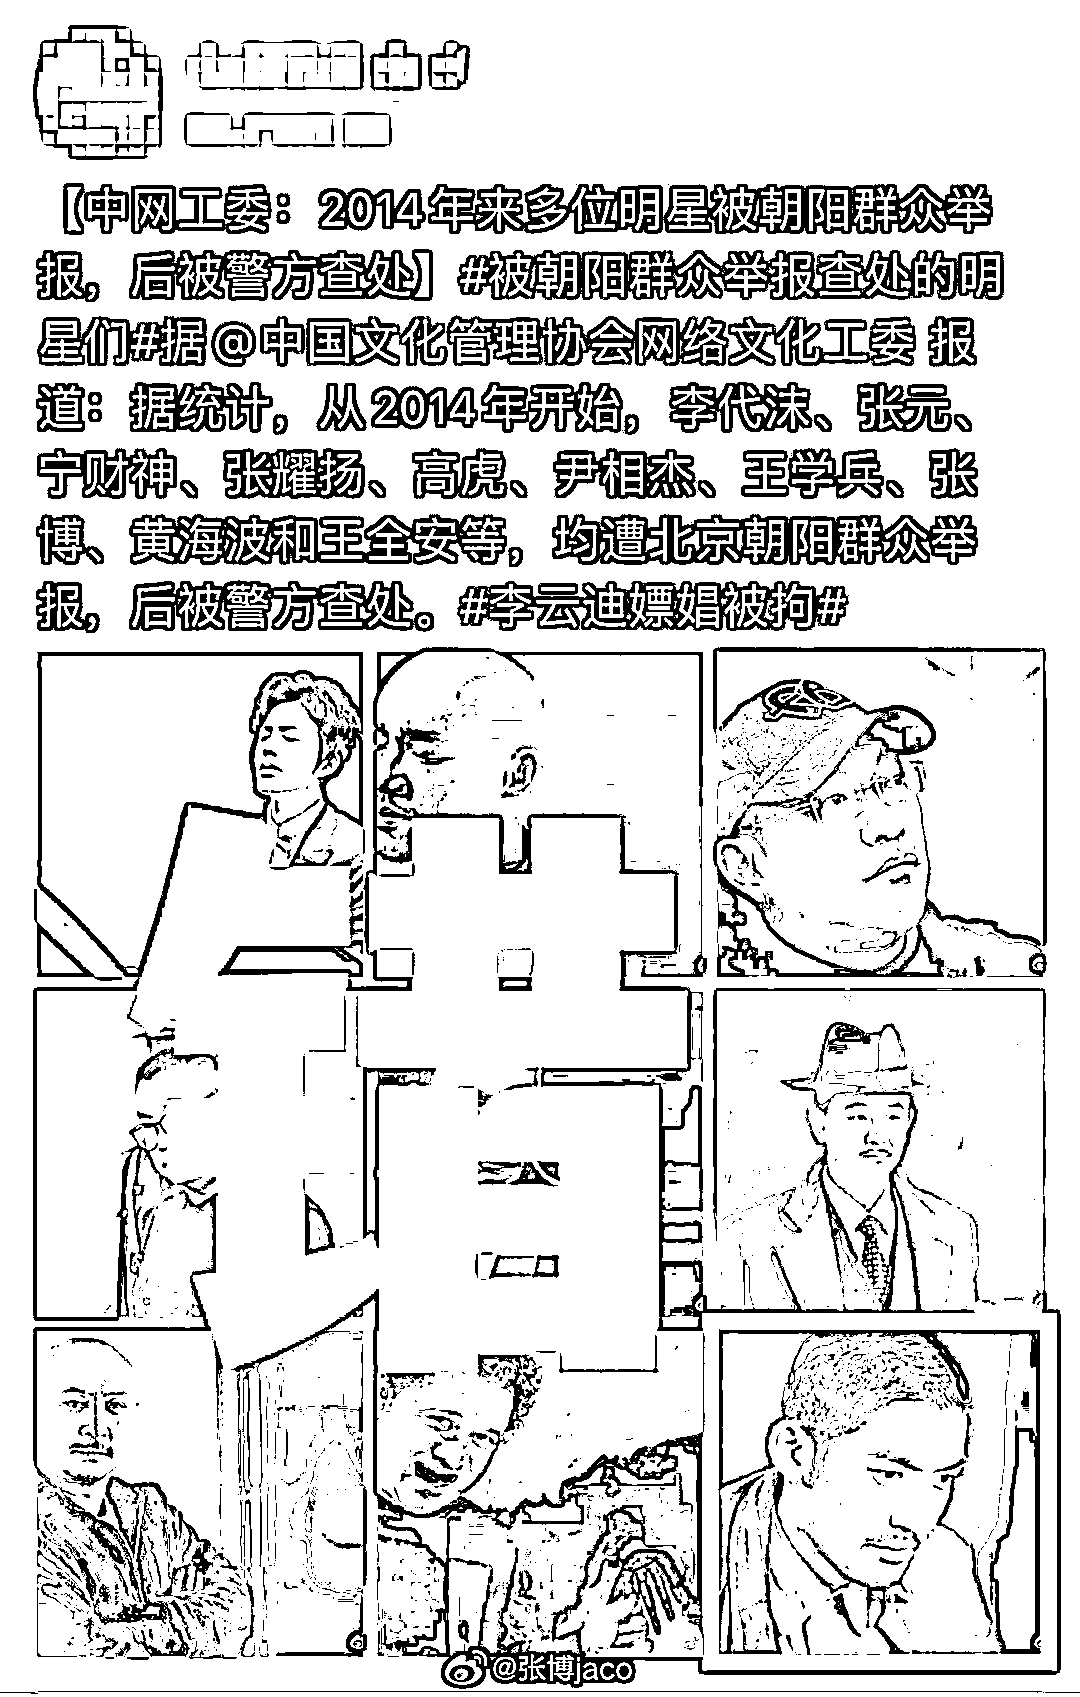 【中网工委：2014年来多位明星被朝阳群众举
报，后被警方查处】#被朝阳群众举报查处的明
星们#据@中国文化管理协会网络文化工委 报
道：据统计，从2014年开始，李代沫、张元、
宁财神、张耀扬、高虎、尹相杰、王学兵、张
博、黄海波和王全安等，均遭北京朝阳群众举
报，后被警方查处。#李云迪嫖娼被拘#
@张博jaco